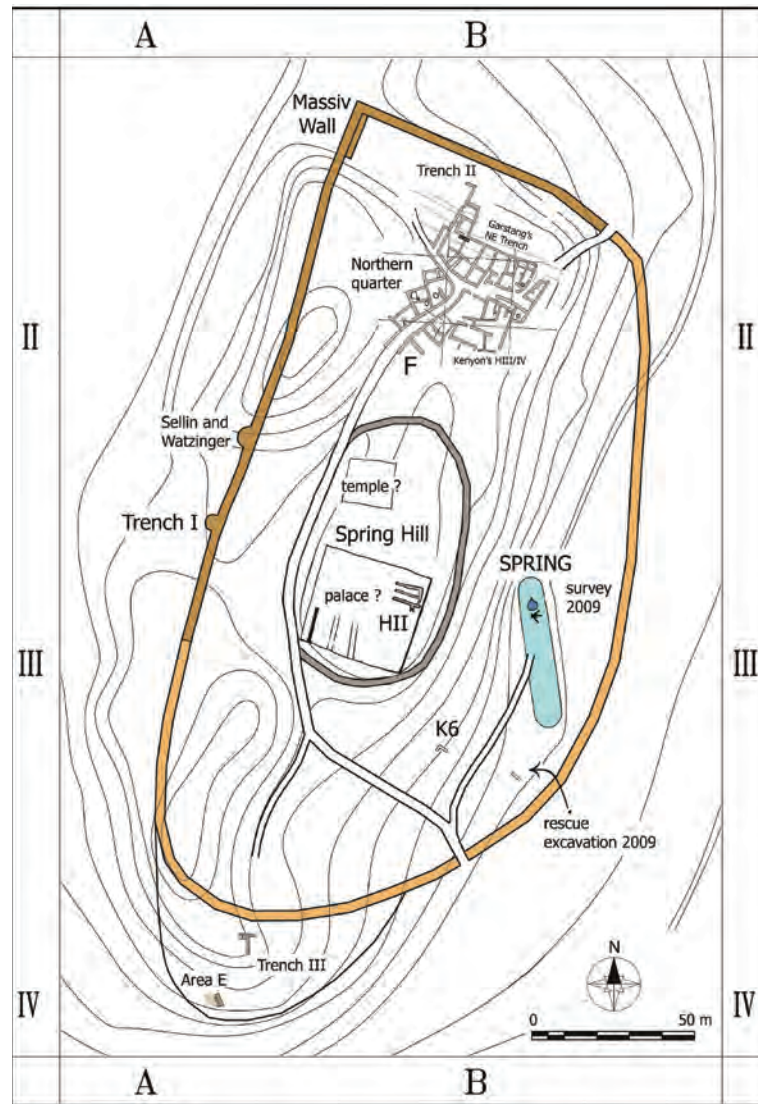 A B
Massiv
Wall
Trench II
Garstang's
NE Trench
Northern
quarter
II II
Kenyon's HIII/IV
F
Sellin and
Watzinger
temple ?
Trench I
Spring Hill
SPRING
survey
2009
palace ?
HII
III III
K6
rescue
excavation 2009
Trench III
N
Area E
IV IV
0 50 m
A B